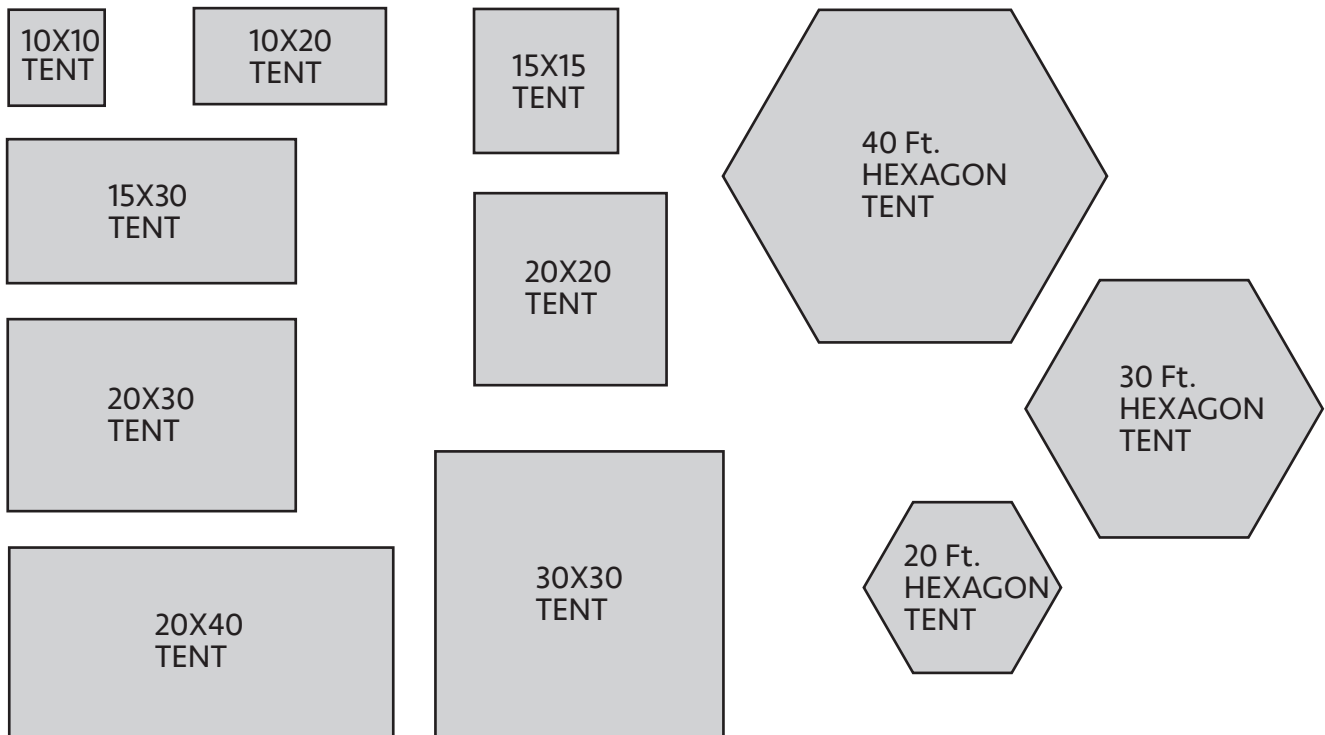 10X10
TENT
10X20
TENT
15X15
TENT
40 Ft.
HEXAGON
TENT
15X30
TENT
20X20
TENT
20X30
TENT
30 Ft.
HEXAGON
TENT
20X40
TENT
30X30
TENT
20 Ft.
HEXAGON
TENT